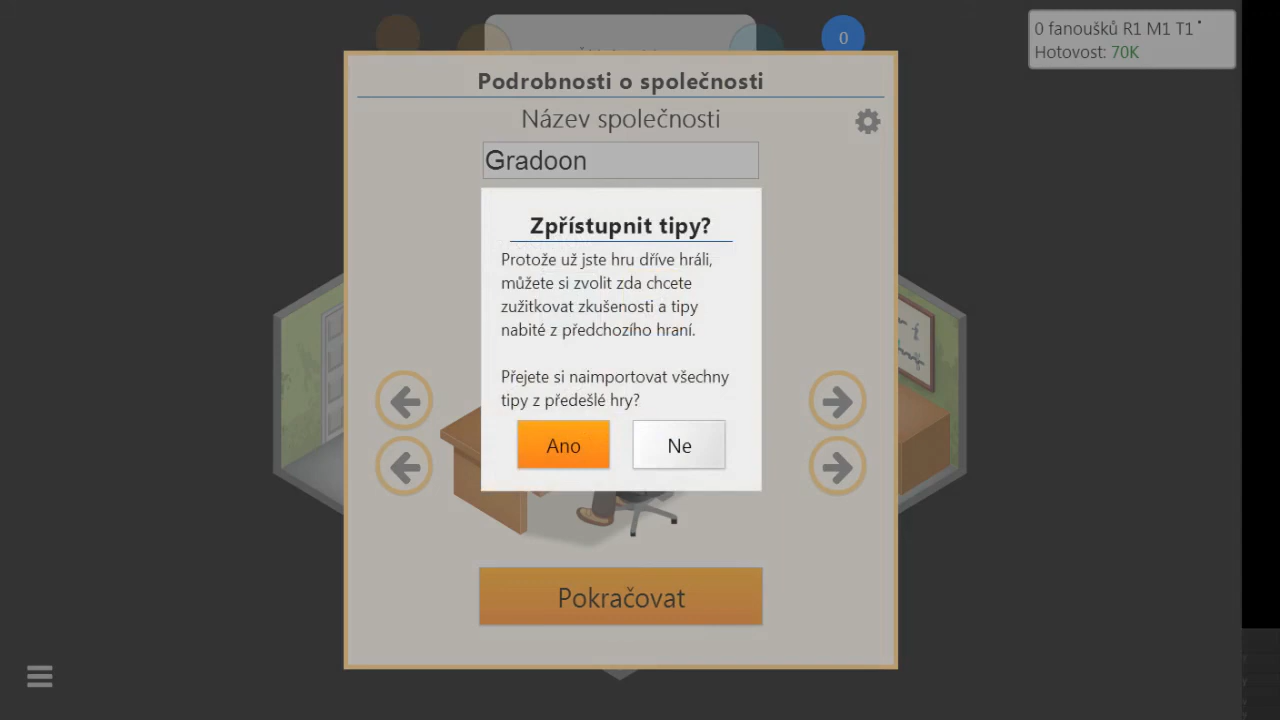 0
0 fanoušků R1 M1 T1
Hotovost: 70K
Podrobnosti o společnosti
Název společnosti
Gradoon
Zpřístupnit tipy?
Protože už jste hru dříve hráli,
můžete si zvolit zda chcete
zužitkovat zkušenosti a tipy
nabité z předchozího hraní.
Přejete si naimportovat všechny
tipy z předešlé hry?
Ano
Ne
Pokračovat